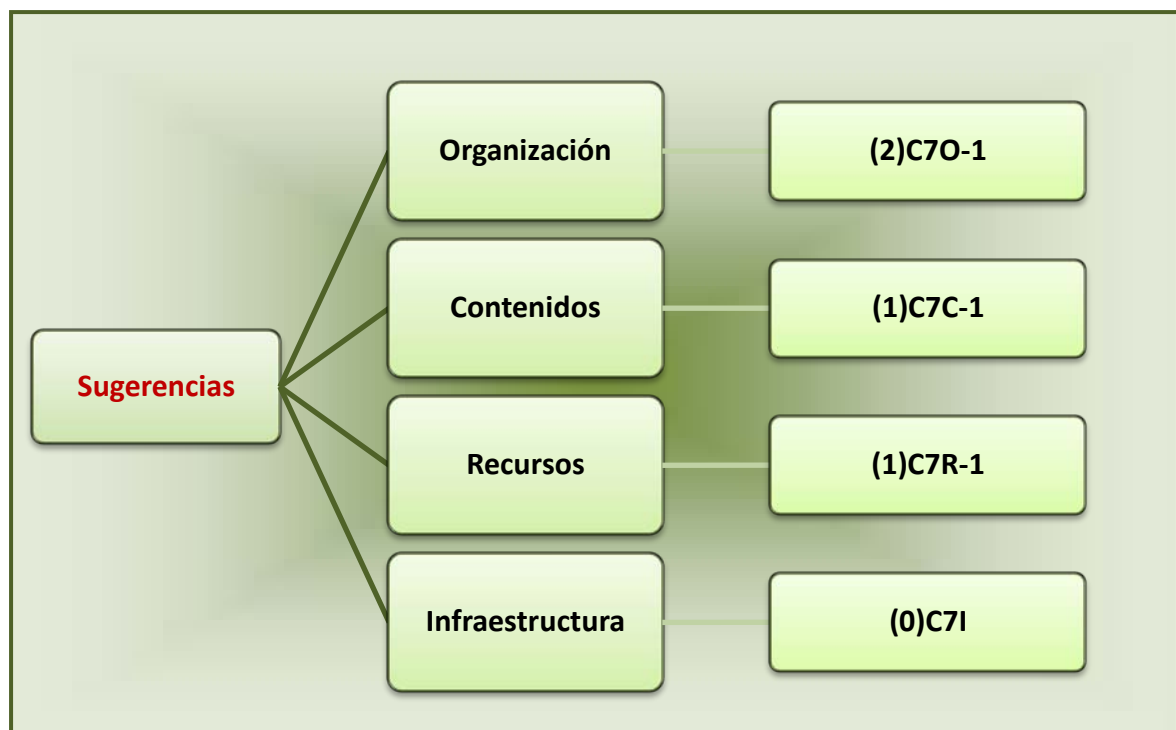 Sugerencias
Organización
(2)C7O-1
Contenidos
(1)C7C-1
Recursos
(1)C7R-1
Infraestructura
(0)C7I